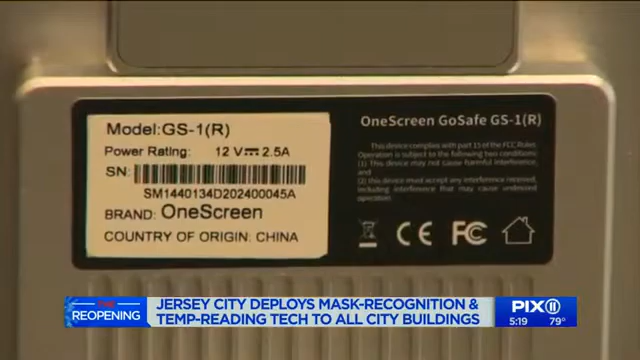 Model:GS-1(R)
Power Rating: 12 V 2.5A
SN:
SM1440134D202400045A
BRAND: OneScreen
COUNTRY OF ORIGIN: CHINA
OneScreen GoSafe GS-1(R)
This device complies with part 15 of the FCC Rules.
Operation is subject to the following two conditions:
(1) This device may not cause harmful interference,
and
(2) this device must accept any interference received,
including interference that may cause undesired
operation.
CE FC
THE
REOPENING
JERSEY CITY DEPLOYS MASK-RECOGNITION &
TEMP-READING TECH TO ALL CITY BUILDINGS
PIX11
5:19 79°